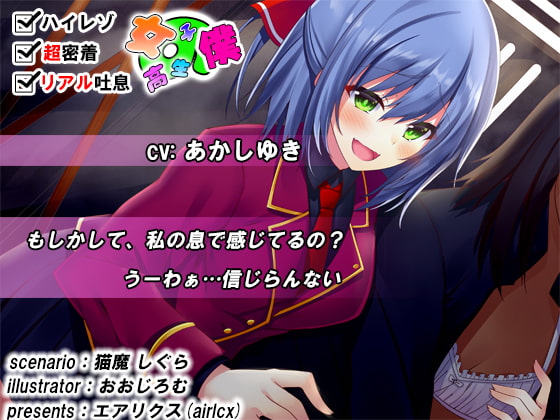 ハイレゾ
超密着
リアル吐息
高生 僕
CV: あかしゆき
もしかして、私の息で感じてるの？
うーわぁ…信じらんない
scenario：猫魔 しぐら
illustrator：おおじろむ
presents：エアリクス(airlcx)